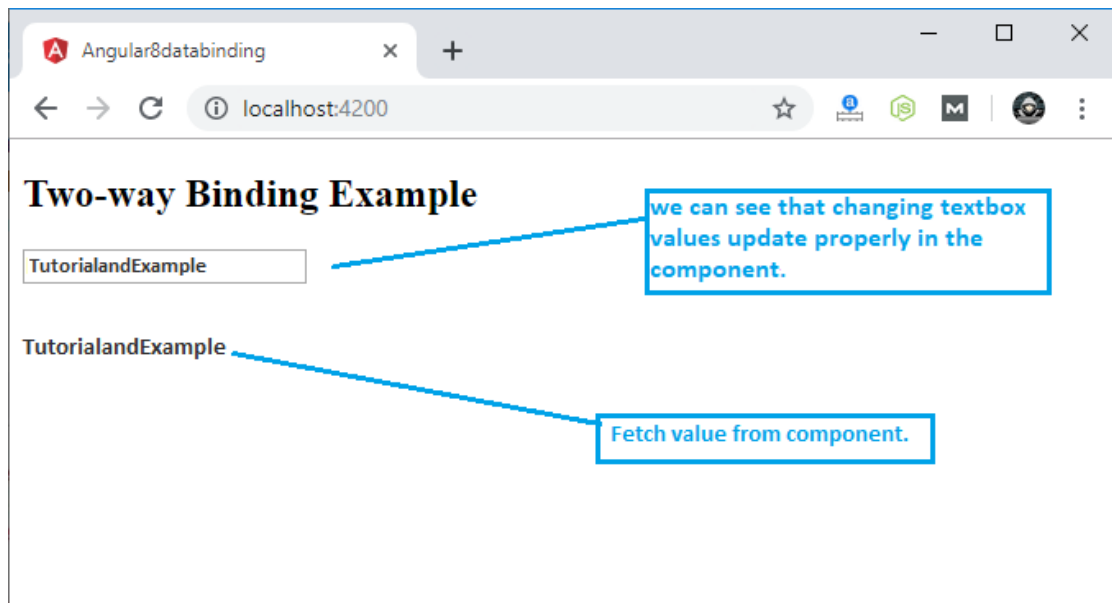 Angular8databinding
localhost:4200
Two-way Binding Example
we can see that changing textbox
values update properly in the
component.
TutorialandExample
TutorialandExample
Fetch value from component.